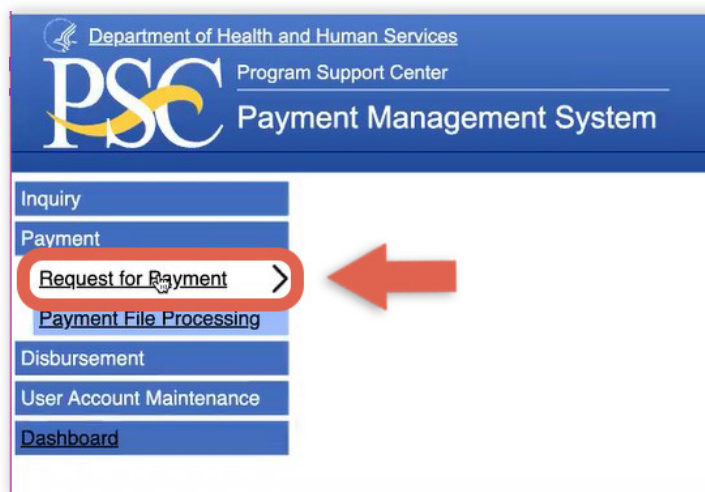 Department of Health and Human Services
PSC
Program Support Center
Payment Management System
Inquiry
Payment
Request for Payment
Payment File Processing
Disbursement
User Account Maintenance
Dashboard